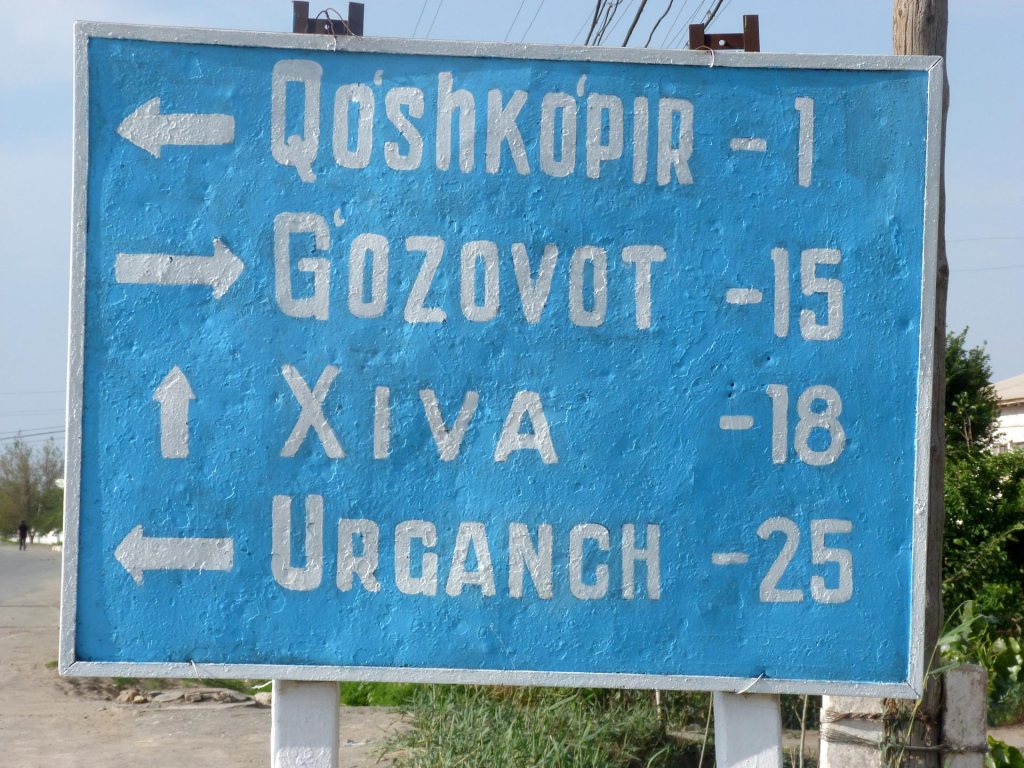 ← Qo‘shko‘pir - 1
→ G‘ozovot - 15
↑ Xiva - 18
← Urganch - 25